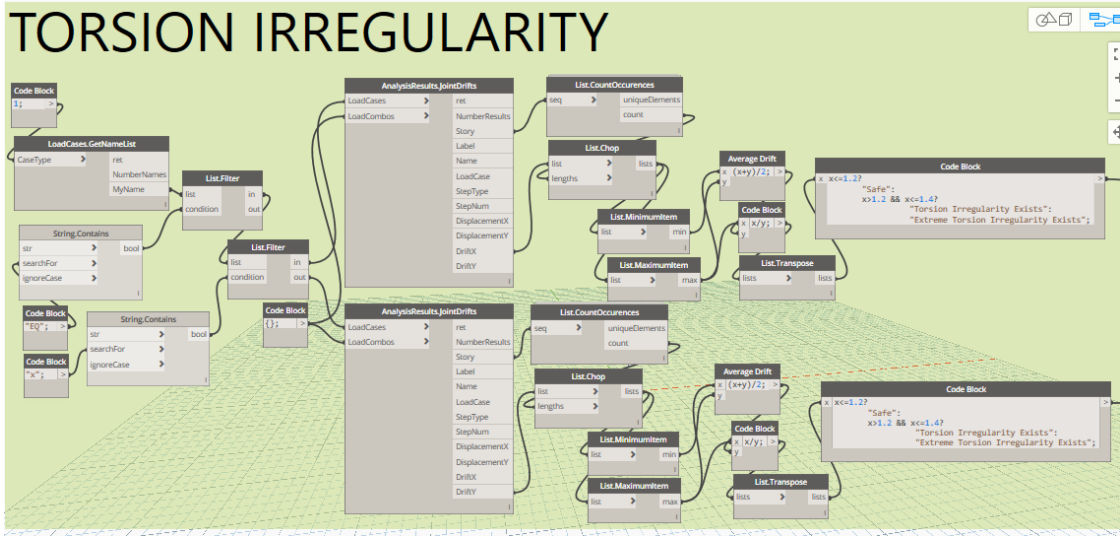 TORSION IRREGULARITY
Code Block
1; >
LoadCases.GetNameList
CaseType > ret
NumberNames
MyName
String.Contains
str > bool
searchFor >
ignoreCase >
Code Block
"EQ"; >
Code Block
"x"; >
String.Contains
str > bool
searchFor >
ignoreCase >
List.Filter
list > in
condition > out
List.Filter
list > in
condition > out
Code Block
{}; >
AnalysisResults.JointDrifts
LoadCases > ret
LoadCombos > NumberResults
Story
Label
Name
LoadCase
StepType
StepNum
DisplacementX
DisplacementY
DriftX
DriftY
List.CountOccurences
seq > uniqueElements
count
List.Chop
list > lists
lengths >
List.MinimumItem
list > min
List.MaximumItem
list > max
Average Drift
x (x+y)/2; >
y
Code Block
x x/y; >
y
List.Transpose
lists > lists
Code Block
x x<=1.2? >
"Safe":
x>1.2 && x<=1.4?
"Torsion Irregularity Exists":
"Extreme Torsion Irregularity Exists";
AnalysisResults.JointDrifts
LoadCases > ret
LoadCombos > NumberResults
Story
Label
Name
LoadCase
StepType
StepNum
DisplacementX
DisplacementY
DriftX
DriftY
List.CountOccurences
seq > uniqueElements
count
List.Chop
list > lists
lengths >
List.MinimumItem
list > min
List.MaximumItem
list > max
Average Drift
x (x+y)/2; >
y
Code Block
x x/y; >
y
List.Transpose
lists > lists
Code Block
x x<=1.2? >
"Safe":
x>1.2 && x<=1.4?
"Torsion Irregularity Exists":
"Extreme Torsion Irregularity Exists";